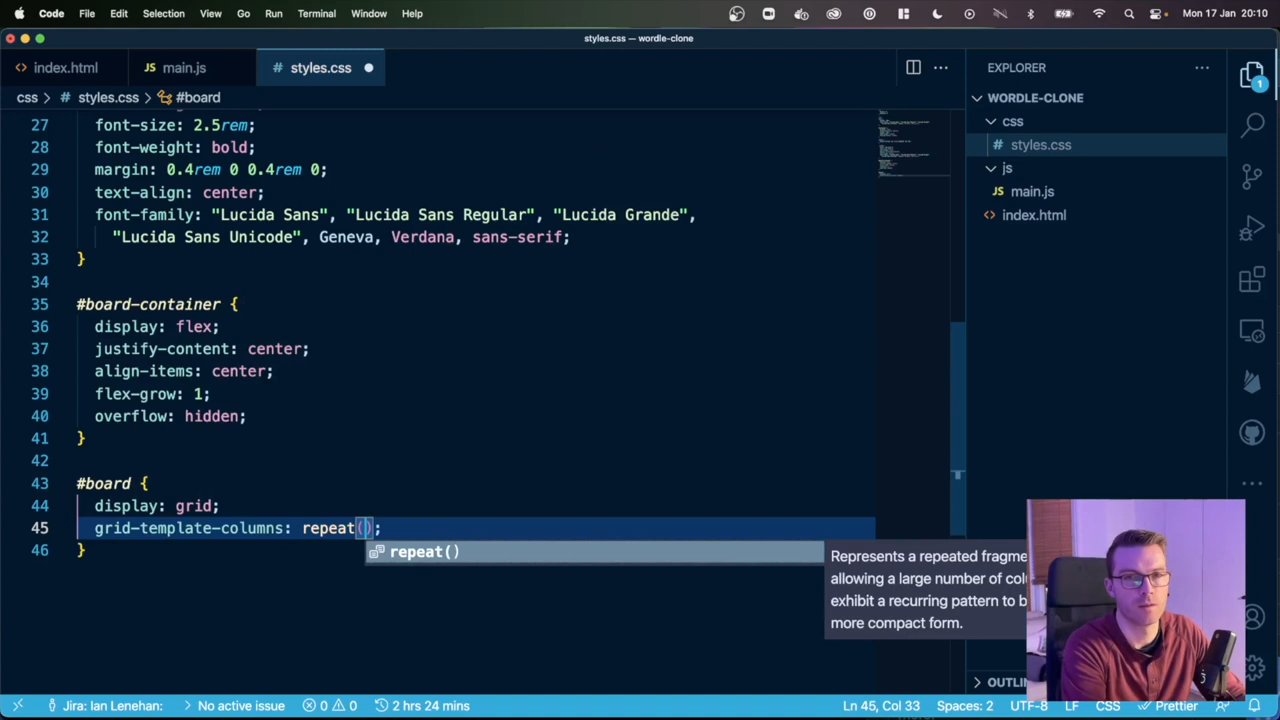 Code File Edit Selection View Go Run Terminal Window Help Mon 17 Jan 20:10
styles.css — wordle-clone
index.html main.js styles.css
css > styles.css > #board
27 font-size: 2.5rem;
28 font-weight: bold;
29 margin: 0.4rem 0 0.4rem 0;
30 text-align: center;
31 font-family: "Lucida Sans", "Lucida Sans Regular", "Lucida Grande",
32 "Lucida Sans Unicode", Geneva, Verdana, sans-serif;
33 }
34
35 #board-container {
36 display: flex;
37 justify-content: center;
38 align-items: center;
39 flex-grow: 1;
40 overflow: hidden;
41 }
42
43 #board {
44 display: grid;
45 grid-template-columns: repeat();
46 }
repeat()
Represents a repeated fragme
allowing a large number of col
exhibit a recurring pattern to b
more compact form.
EXPLORER
WORDLE-CLONE
css
styles.css
js
main.js
index.html
OUTLIN
1
Jira: Ian Lenehan: No active issue 0 0 2 hrs 24 mins Ln 45, Col 33 Spaces: 2 UTF-8 LF CSS Prettier